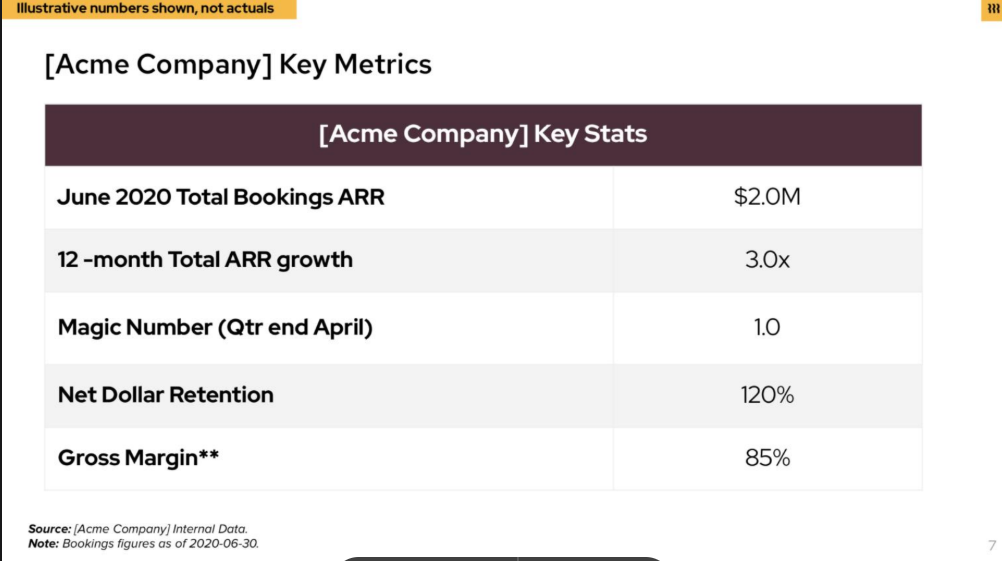 Illustrative numbers shown, not actuals
[Acme Company] Key Metrics
[Acme Company] Key Stats
June 2020 Total Bookings ARR $2.0M
12 -month Total ARR growth 3.0x
Magic Number (Qtr end April) 1.0
Net Dollar Retention 120%
Gross Margin** 85%
Source: [Acme Company] Internal Data.
Note: Bookings figures as of 2020-06-30.
7